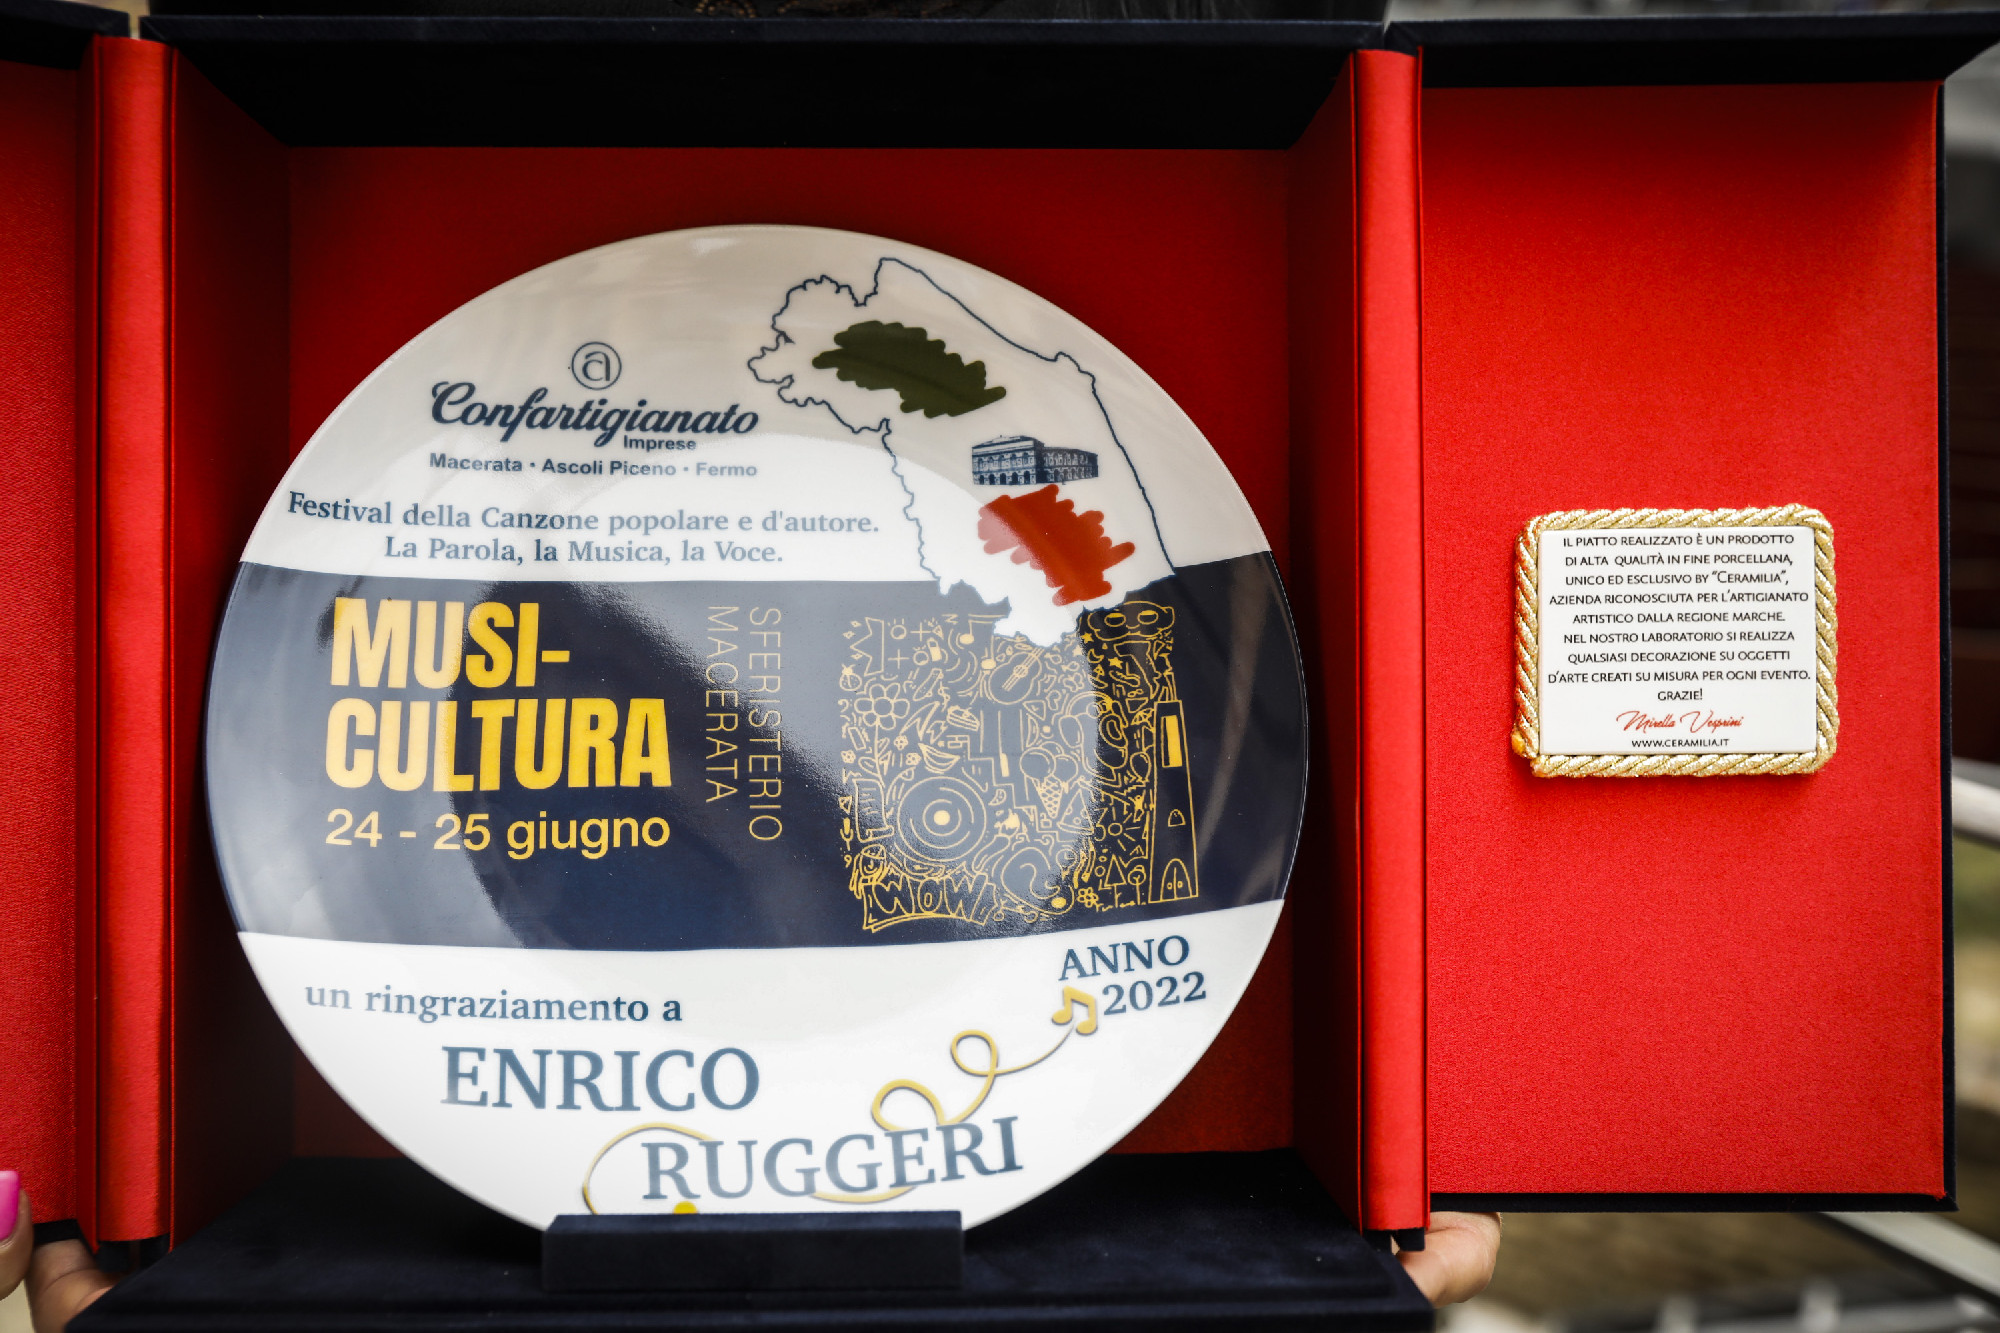 a
Confartigianato
Imprese
Macerata • Ascoli Piceno • Fermo
Festival della Canzone popolare e d'autore.
La Parola, la Musica, la Voce.
MUSI-
CULTURA
24 - 25 giugno
SFERISTERIO
MACERATA
WOW
ANNO
2022
un ringraziamento a
ENRICO
RUGGERI
IL PIATTO REALIZZATO È UN PRODOTTO
DI ALTA QUALITÀ IN FINE PORCELLANA,
UNICO ED ESCLUSIVO BY "CERAMILIA",
AZIENDA RICONOSCIUTA PER L'ARTIGIANATO
ARTISTICO DALLA REGIONE MARCHE.
NEL NOSTRO LABORATORIO SI REALIZZA
QUALSIASI DECORAZIONE SU OGGETTI
D'ARTE CREATI SU MISURA PER OGNI EVENTO.
GRAZIE!
Mirella Vesprini
WWW.CERAMILIA.IT